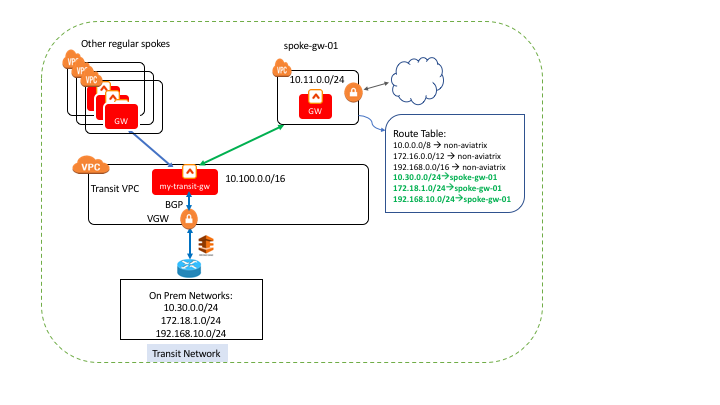 Other regular spokes
spoke-gw-01
VPC
VPC
VPC
GW
VPC
10.11.0.0/24
GW
Route Table:
10.0.0.0/8 → non-aviatrix
172.16.0.0/12 → non-aviatrix
192.168.0.0/16 → non-aviatrix
10.30.0.0/24→spoke-gw-01
172.18.1.0/24→spoke-gw-01
192.168.10.0/24→spoke-gw-01
VPC
Transit VPC
my-transit-gw
10.100.0.0/16
BGP
VGW
On Prem Networks:
10.30.0.0/24
172.18.1.0/24
192.168.10.0/24
Transit Network